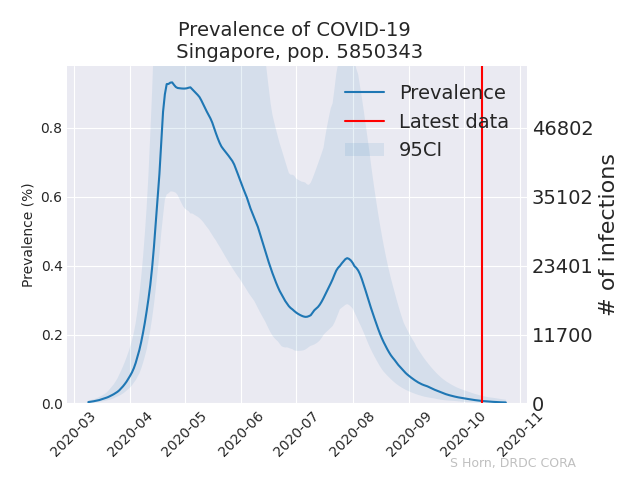 Prevalence of COVID-19
Singapore, pop. 5850343
Prevalence
Latest data
95CI
Prevalence (%)
0.8
0.6
0.4
0.2
0.0
46802
35102
23401
11700
0
# of infections
2020-03
2020-04
2020-05
2020-06
2020-07
2020-08
2020-09
2020-10
2020-11
S Horn, DRDC CORA